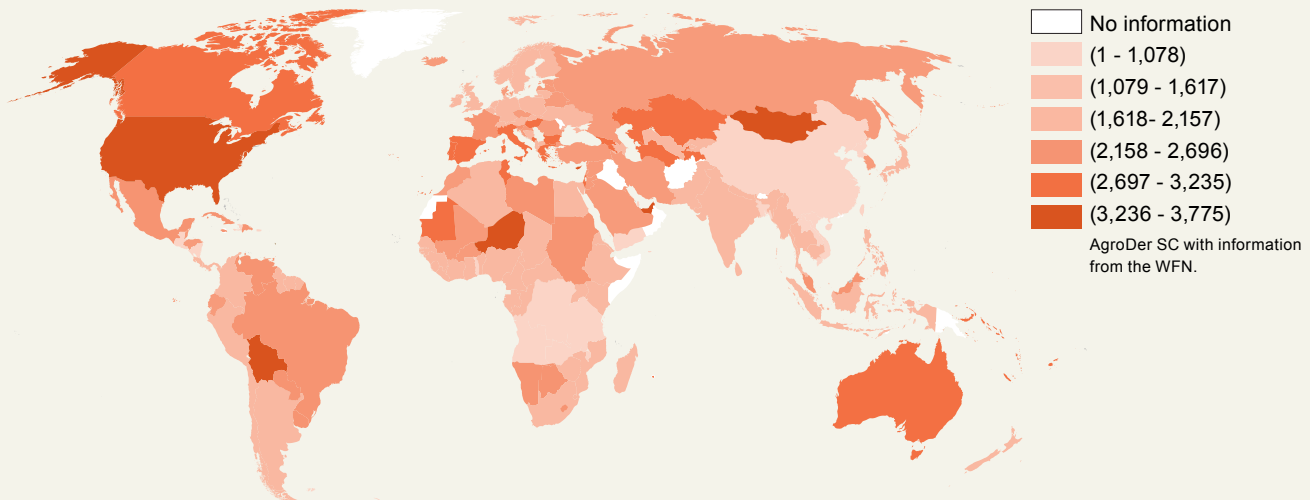 No information
(1 - 1,078)
(1,079 - 1,617)
(1,618- 2,157)
(2,158 - 2,696)
(2,697 - 3,235)
(3,236 - 3,775)
AgroDer SC with information
from the WFN.